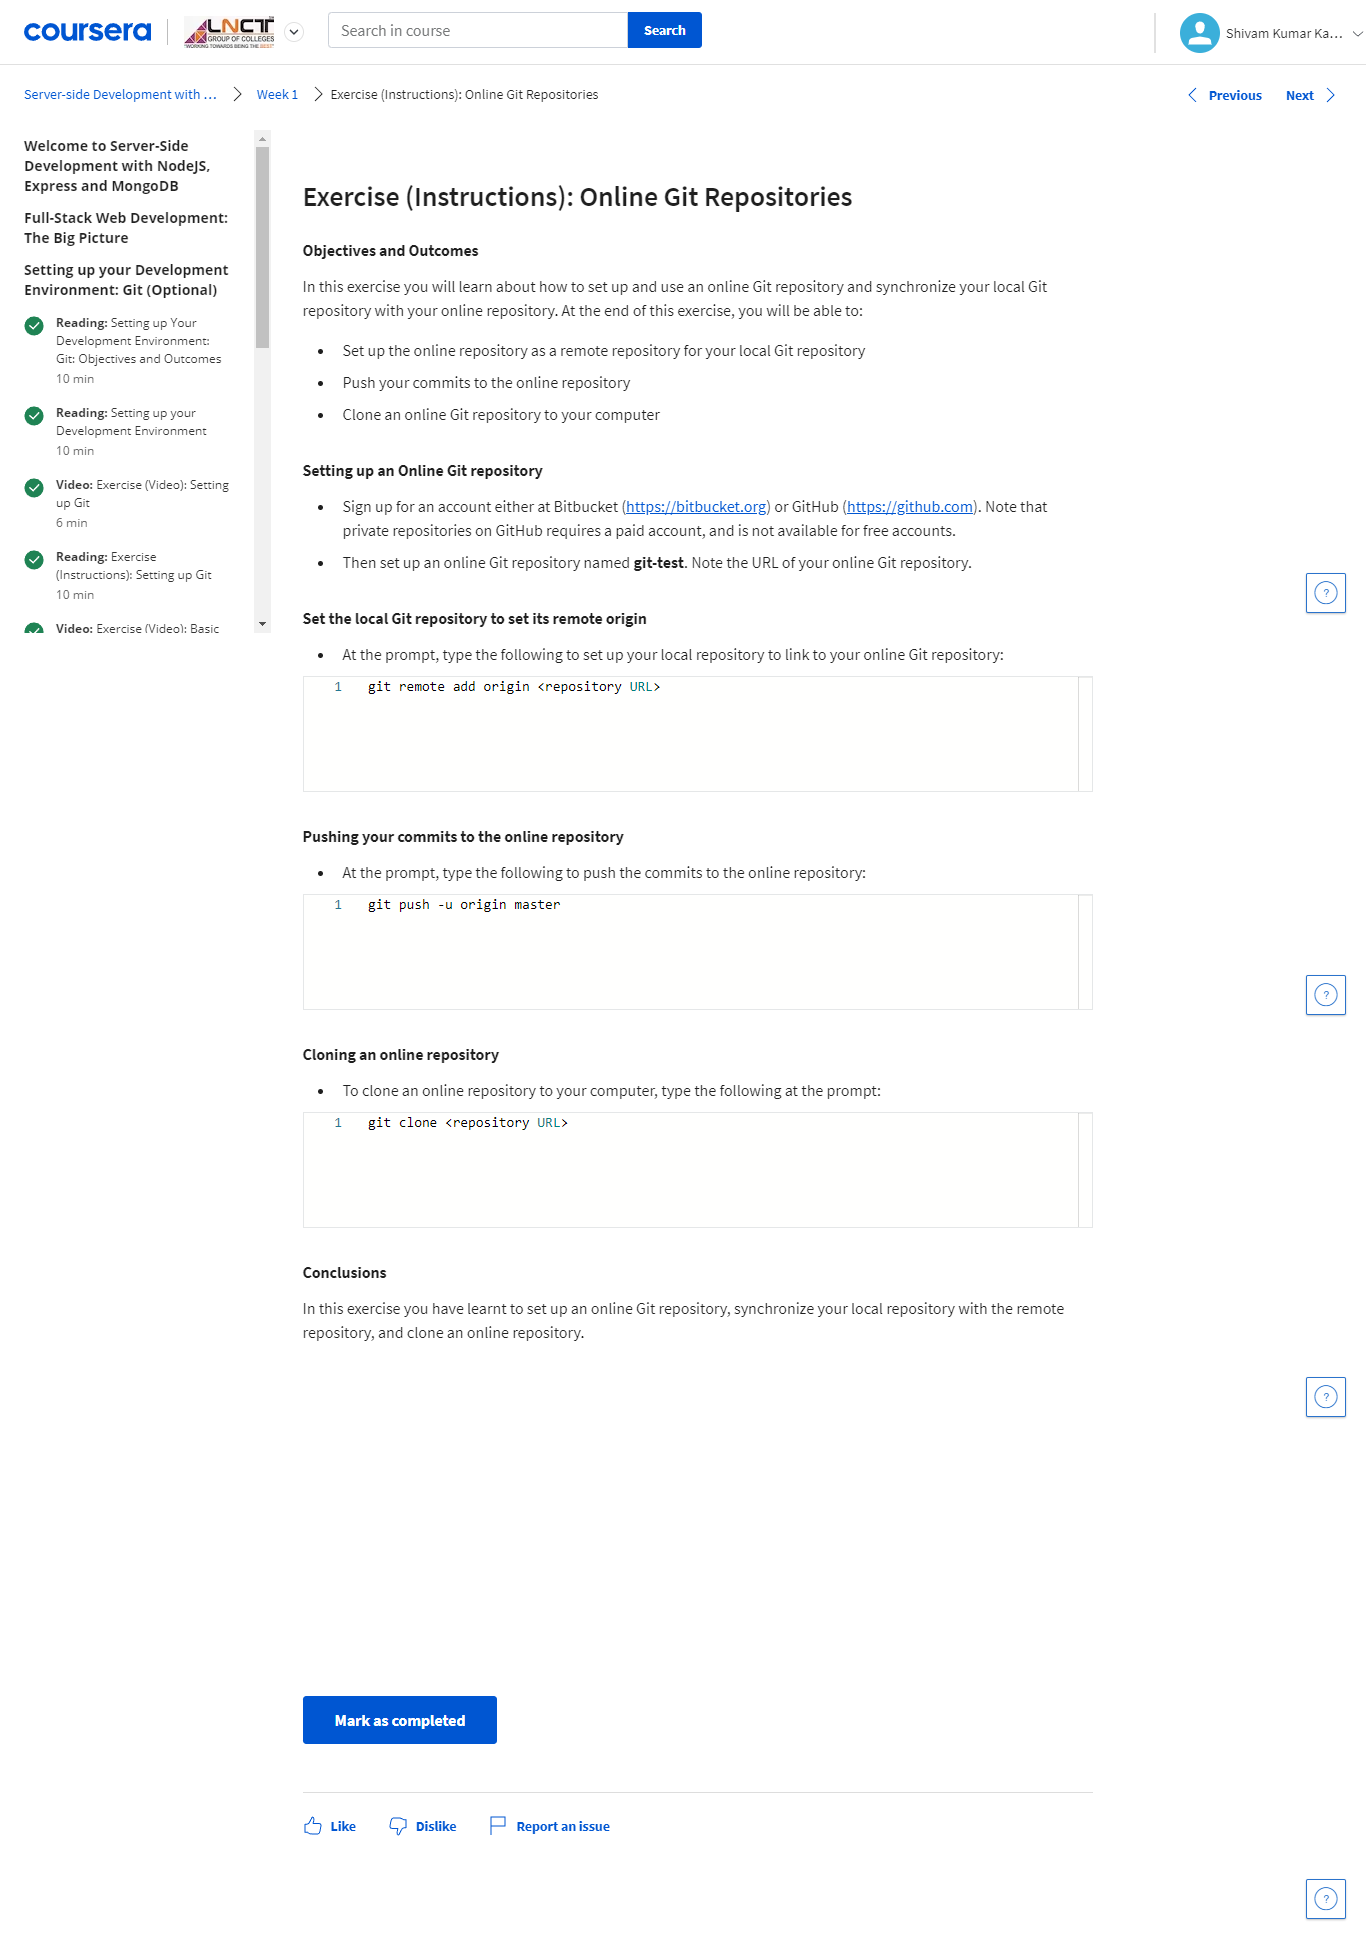 coursera
LNCT
GROUP OF COLLEGES
"WORKING TOWARDS BEING THE BEST"
Search in course
Search
Shivam Kumar Ka...
Server-side Development with ...
Week 1
Exercise (Instructions): Online Git Repositories
Previous
Next
Welcome to Server-Side
Development with NodeJS,
Express and MongoDB
Full-Stack Web Development:
The Big Picture
Setting up your Development
Environment: Git (Optional)
Reading: Setting up Your
Development Environment:
Git: Objectives and Outcomes
10 min
Reading: Setting up your
Development Environment
10 min
Video: Exercise (Video): Setting
up Git
6 min
Reading: Exercise
(Instructions): Setting up Git
10 min
Video: Exercise (Video): Basic
Exercise (Instructions): Online Git Repositories
Objectives and Outcomes
In this exercise you will learn about how to set up and use an online Git repository and synchronize your local Git
repository with your online repository. At the end of this exercise, you will be able to:
• Set up the online repository as a remote repository for your local Git repository
• Push your commits to the online repository
• Clone an online Git repository to your computer
Setting up an Online Git repository
• Sign up for an account either at Bitbucket (https://bitbucket.org) or GitHub (https://github.com). Note that
private repositories on GitHub requires a paid account, and is not available for free accounts.
• Then set up an online Git repository named git-test. Note the URL of your online Git repository.
Set the local Git repository to set its remote origin
• At the prompt, type the following to set up your local repository to link to your online Git repository:
1 git remote add origin <repository URL>
Pushing your commits to the online repository
• At the prompt, type the following to push the commits to the online repository:
1 git push -u origin master
Cloning an online repository
• To clone an online repository to your computer, type the following at the prompt:
1 git clone <repository URL>
Conclusions
In this exercise you have learnt to set up an online Git repository, synchronize your local repository with the remote
repository, and clone an online repository.
Mark as completed
Like
Dislike
Report an issue
?
?
?
?